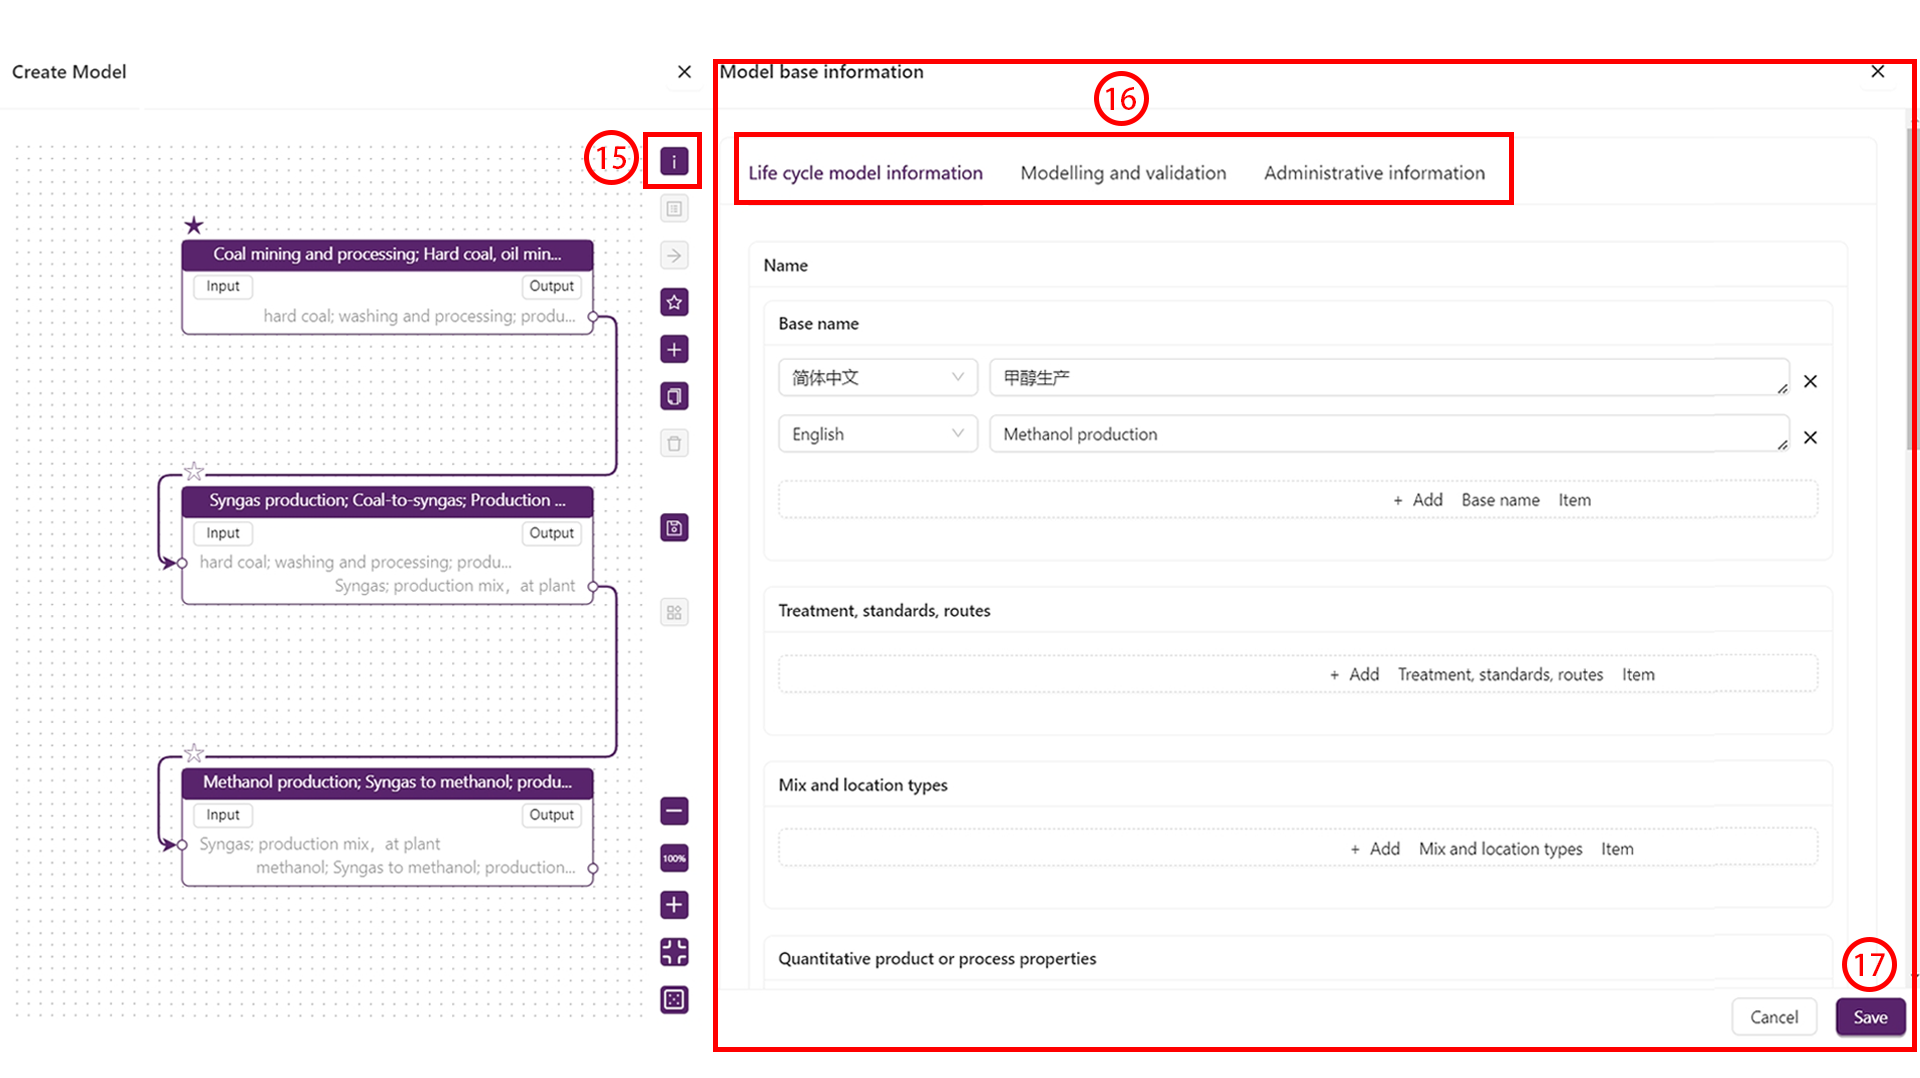 Create Model
Model base information
16
15
i
Life cycle model information
Modelling and validation
Administrative information
Coal mining and processing; Hard coal, oil min...
Input
Output
hard coal; washing and processing; produ...
Name
Base name
简体中文
甲醇生产
English
Methanol production
+ Add Base name Item
Syngas production; Coal-to-syngas; Production ...
Input
Output
hard coal; washing and processing; produ...
Syngas; production mix，at plant
Treatment, standards, routes
+ Add Treatment, standards, routes Item
Methanol production; Syngas to methanol; produ...
Input
Output
Syngas; production mix，at plant
methanol; Syngas to methanol; production...
100%
Mix and location types
+ Add Mix and location types Item
Quantitative product or process properties
17
Cancel
Save